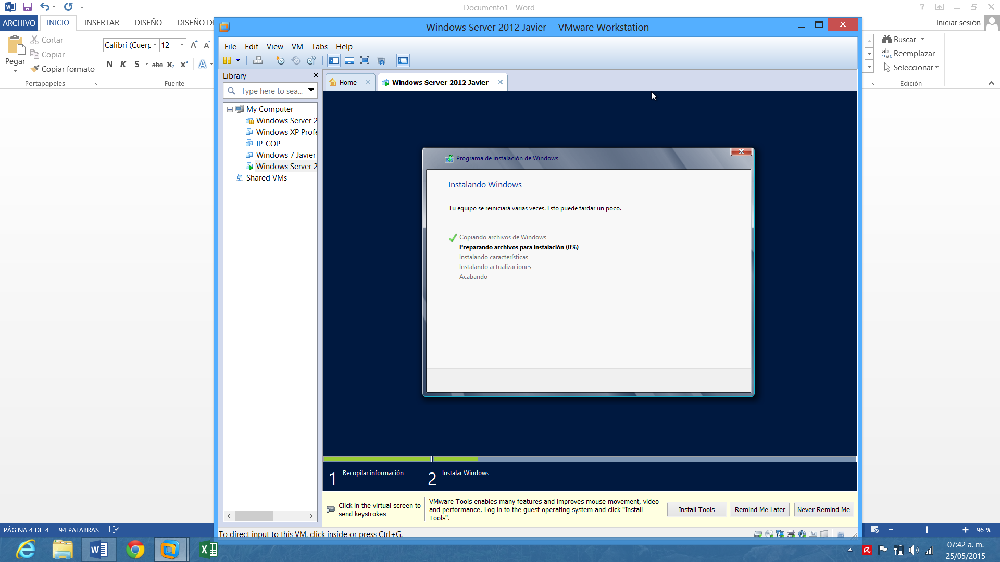 Documento1 - Word
ARCHIVO
INICIO
INSERTAR
DISEÑO
DISEÑO DE
Iniciar sesión
Pegar
Cortar
Copiar
Copiar formato
Portapapeles
Calibri (Cuerp
12
N K S abc x₂ x²
Fuente
Buscar
Reemplazar
Seleccionar
Edición
Windows Server 2012 Javier - VMware Workstation
File Edit View VM Tabs Help
Library
Type here to sea...
My Computer
Windows Server 2
Windows XP Profe
IP-COP
Windows 7 Javier
Windows Server 2
Shared VMs
Home
Windows Server 2012 Javier
Programa de instalación de Windows
Instalando Windows
Tu equipo se reiniciará varias veces. Esto puede tardar un poco.
Copiando archivos de Windows
Preparando archivos para instalación (0%)
Instalando características
Instalando actualizaciones
Acabando
1 Recopilar información
2 Instalar Windows
Click in the virtual screen to
send keystrokes
VMware Tools enables many features and improves mouse movement, video
and performance. Log in to the guest operating system and click "Install
Tools".
Install Tools
Remind Me Later
Never Remind Me
To direct input to this VM, click inside or press Ctrl+G.
PÁGINA 4 DE 4
94 PALABRAS
96 %
07:42 a. m.
25/05/2015